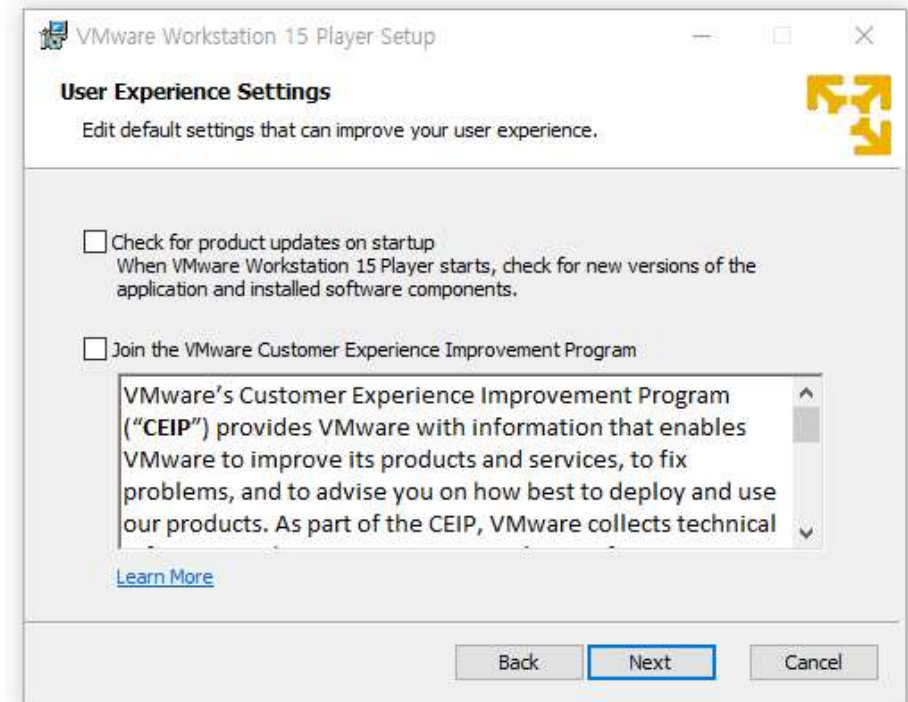 VMware Workstation 15 Player Setup
User Experience Settings
Edit default settings that can improve your user experience.
Check for product updates on startup
When VMware Workstation 15 Player starts, check for new versions of the
application and installed software components.
Join the VMware Customer Experience Improvement Program
VMware's Customer Experience Improvement Program
("CEIP") provides VMware with information that enables
VMware to improve its products and services, to fix
problems, and to advise you on how best to deploy and use
our products. As part of the CEIP, VMware collects technical
Learn More
Back Next Cancel